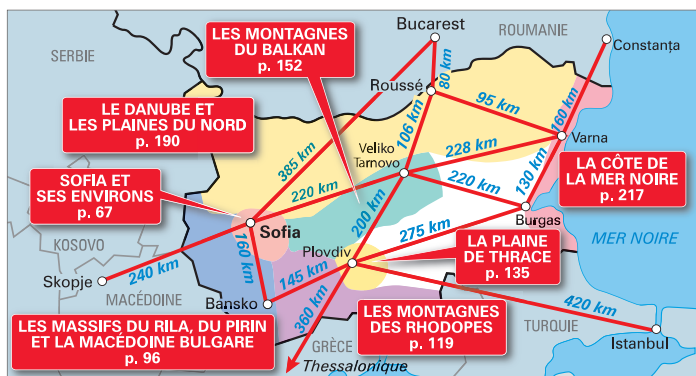 Bucarest
ROUMANIE
SERBIE
LES MONTAGNES
DU BALKAN
p. 152
Constanţa
80 km
Roussé
95 km
160 km
LE DANUBE ET
LES PLAINES DU NORD
p. 190
106 km
385 km
Veliko
Tarnovo
228 km
Varna
SOFIA ET
SES ENVIRONS
p. 67
220 km
220 km
130 km
LA CÔTE DE
LA MER NOIRE
p. 217
200 km
Sofia
Burgas
KOSOVO
275 km
MER NOIRE
Plovdiv
LA PLAINE
DE THRACE
p. 135
240 km
160 km
145 km
Skopje
MACÉDOINE
Bansko
360 km
420 km
LES MASSIFS DU RILA, DU PIRIN
ET LA MACÉDOINE BULGARE
p. 96
LES MONTAGNES
DES RHODOPES
p. 119
TURQUIE
Istanbul
GRÈCE
Thessalonique